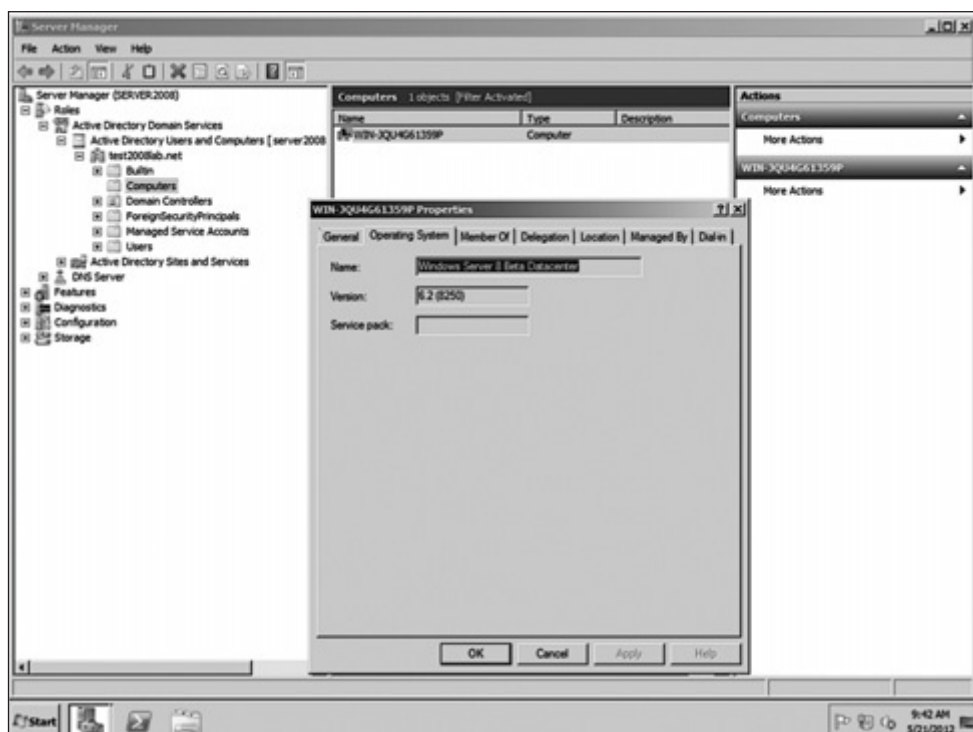 Server Manager
File Action View Help
Server Manager (SERVER2008)
Roles
Active Directory Domain Services
Active Directory Users and Computers [ server2008
test2008lab.net
Builtin
Computers
Domain Controllers
ForeignSecurityPrincipals
Managed Service Accounts
Users
Active Directory Sites and Services
DNS Server
Features
Diagnostics
Configuration
Storage
Computers 1 objects [Filter Activated]
Name Type Description
WIN-JQU4G61359P Computer
Actions
Computers
More Actions
WIN-JQU4G61359P
More Actions
WIN-JQU4G61359P Properties
General Operating System Member Of Delegation Location Managed By Dial-in
Name: Windows Server 8 Beta Datacenter
Version: 6.2 (8250)
Service pack:
OK Cancel Apply Help
Start
9:42 AM
5/21/2012